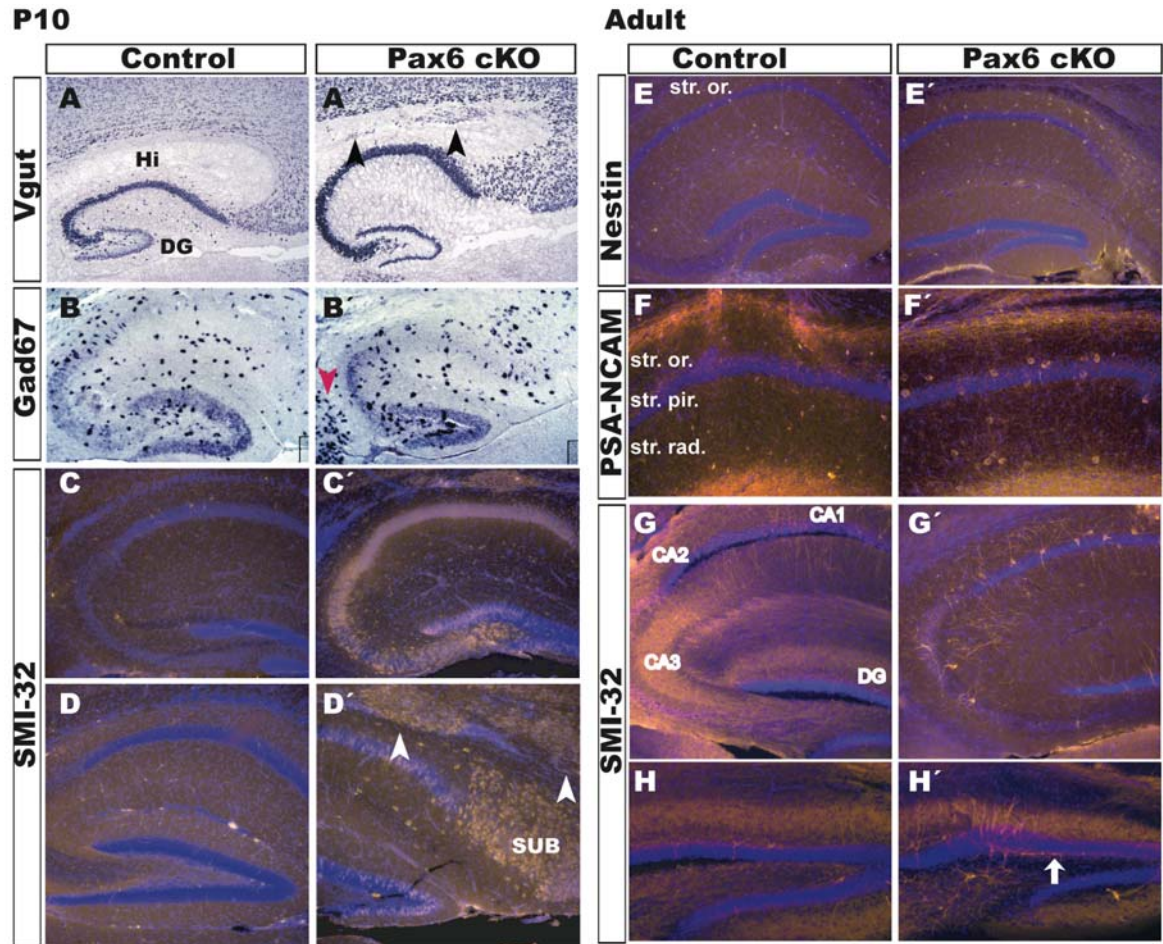 P10
Control
Pax6 cKO
Vgut
A
Hi
DG
A´
Gad67
B
B´
SMI-32
C
C´
D
D´
SUB
Adult
Control
Pax6 cKO
Nestin
E
str. or.
E´
PSA-NCAM
F
str. or.
str. pir.
str. rad.
F´
SMI-32
G
CA1
CA2
CA3
DG
G´
H
H´